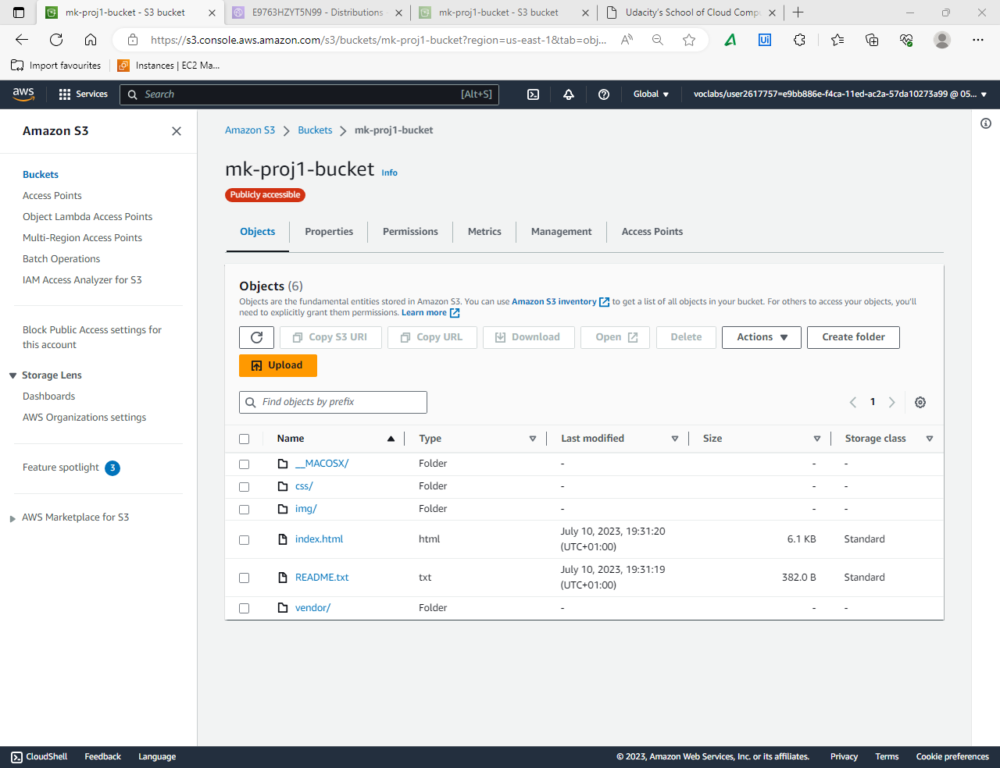 mk-proj1-bucket - S3 bucket
E9763HZYT5N99 - Distributions
mk-proj1-bucket - S3 bucket
Udacity's School of Cloud Comp
https://s3.console.aws.amazon.com/s3/buckets/mk-proj1-bucket?region=us-east-1&tab=obj...
Import favourites
Instances | EC2 Ma...
aws
Services
Search
[Alt+S]
Global
voclabs/user2617757=e9bb886e-f4ca-11ed-ac2a-57da10273a99 @ 05...
Amazon S3
Buckets
Access Points
Object Lambda Access Points
Multi-Region Access Points
Batch Operations
IAM Access Analyzer for S3
Block Public Access settings for
this account
Storage Lens
Dashboards
AWS Organizations settings
Feature spotlight 3
AWS Marketplace for S3
Amazon S3 > Buckets > mk-proj1-bucket
mk-proj1-bucket Info
Publicly accessible
Objects
Properties
Permissions
Metrics
Management
Access Points
Objects (6)
Objects are the fundamental entities stored in Amazon S3. You can use Amazon S3 inventory to get a list of all objects in your bucket. For others to access your objects, you'll
need to explicitly grant them permissions. Learn more
Copy S3 URI
Copy URL
Download
Open
Delete
Actions
Create folder
Upload
Find objects by prefix
1
Name Type Last modified Size Storage class
__MACOSX/ Folder - - -
css/ Folder - - -
img/ Folder - - -
index.html html July 10, 2023, 19:31:20 (UTC+01:00) 6.1 KB Standard
README.txt txt July 10, 2023, 19:31:19 (UTC+01:00) 382.0 B Standard
vendor/ Folder - - -
CloudShell
Feedback
Language
© 2023, Amazon Web Services, Inc. or its affiliates.
Privacy
Terms
Cookie preferences